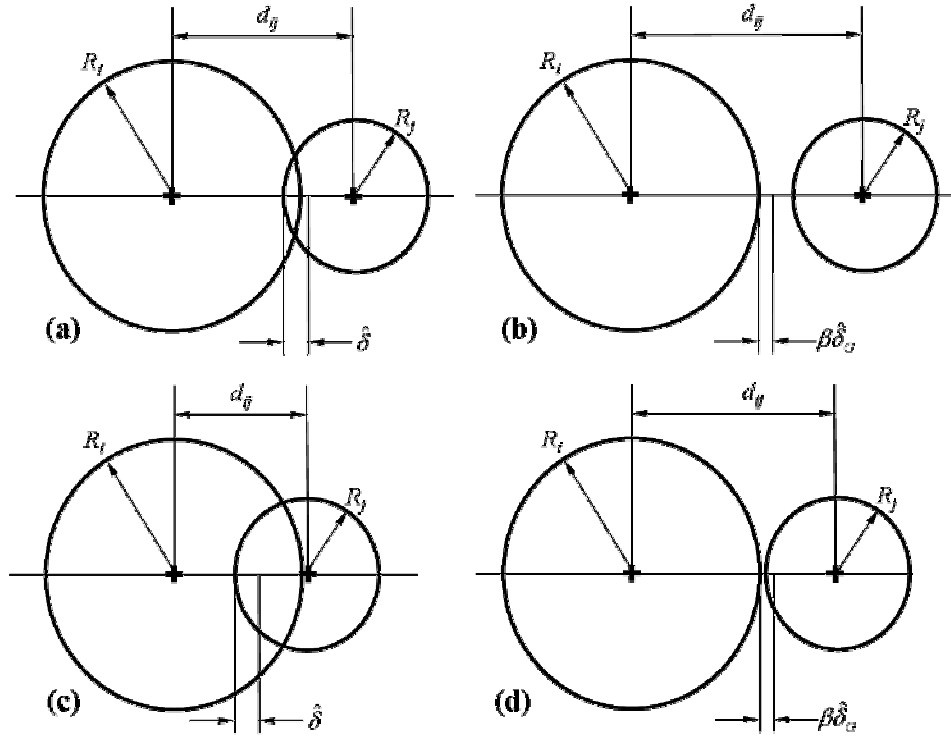 d_ij d_ij
R_i R_j R_i R_j
(a) δ̂ (b) βδ̂_G
d_ij d_ij
R_i R_j R_i R_j
(c) δ̂ (d) βδ̂_G